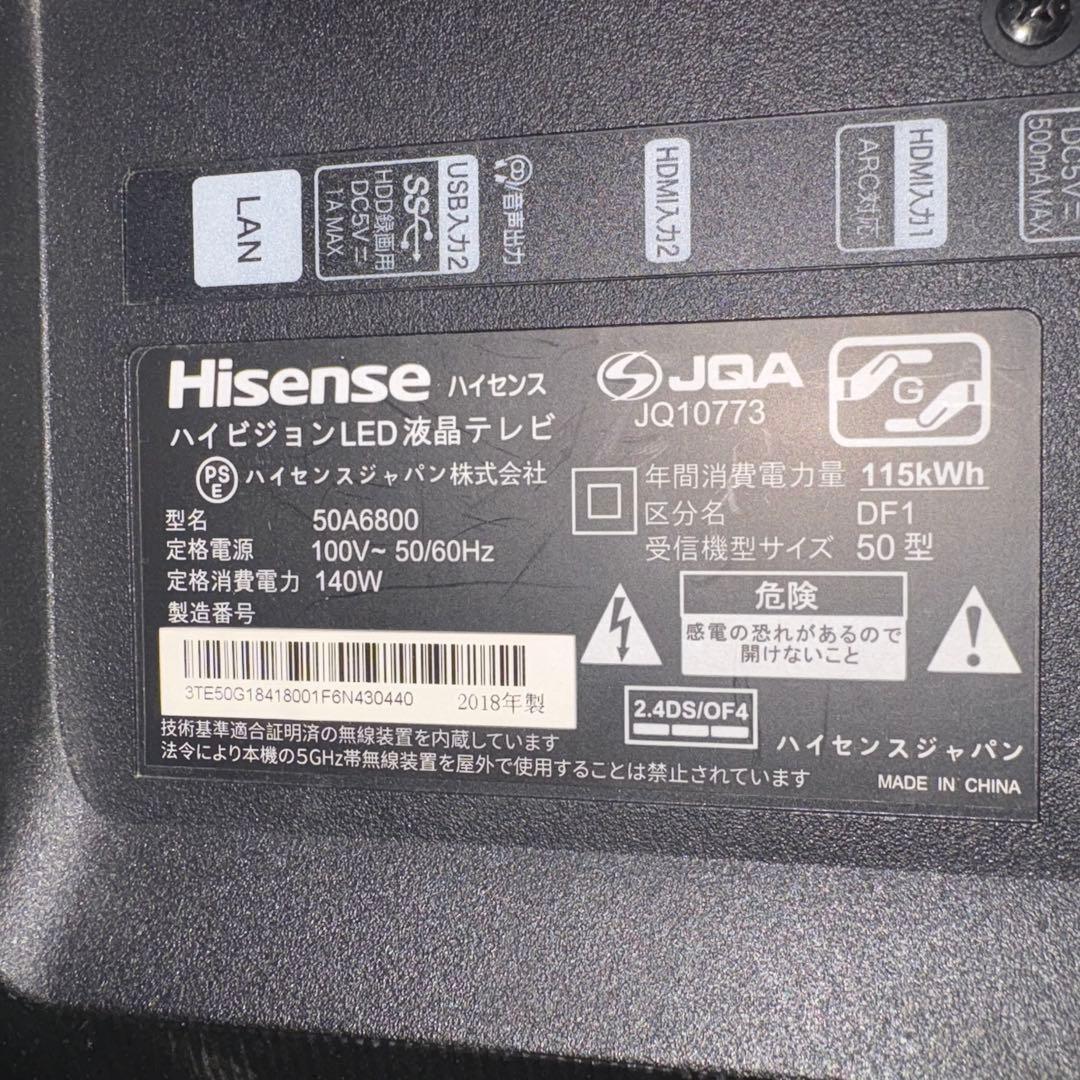 LAN
USB入力2
SS
HDD録画用
DC5V
1A MAX
/音声出力
HDMI入力2
HDMI入力1
ARC対応
DC5V
500mA MAX
Hisense ハイセンス
ハイビジョンLED液晶テレビ
PSE ハイセンスジャパン株式会社
型名 50A6800
定格電源 100V~ 50/60Hz
定格消費電力 140W
製造番号
3TE50G18418001F6N430440 2018年製
技術基準適合証明済の無線装置を内蔵しています
法令により本機の5GHz帯無線装置を屋外で使用することは禁止されています
JQA
JQ10773
G
年間消費電力量 115kWh
区分名 DF1
受信機型サイズ 50型
危険
感電の恐れがあるので
開けないこと
2.4DS/OF4
ハイセンスジャパン
MADE IN CHINA